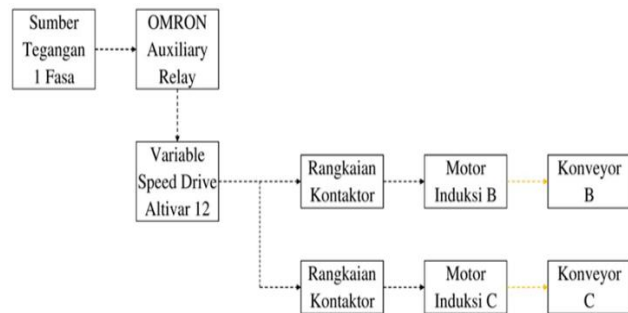 Sumber
Tegangan
1 Fasa
OMRON
Auxiliary
Relay
Variable
Speed Drive
Altivar 12
Rangkaian
Kontaktor
Motor
Induksi B
Konveyor
B
Rangkaian
Kontaktor
Motor
Induksi C
Konveyor
C